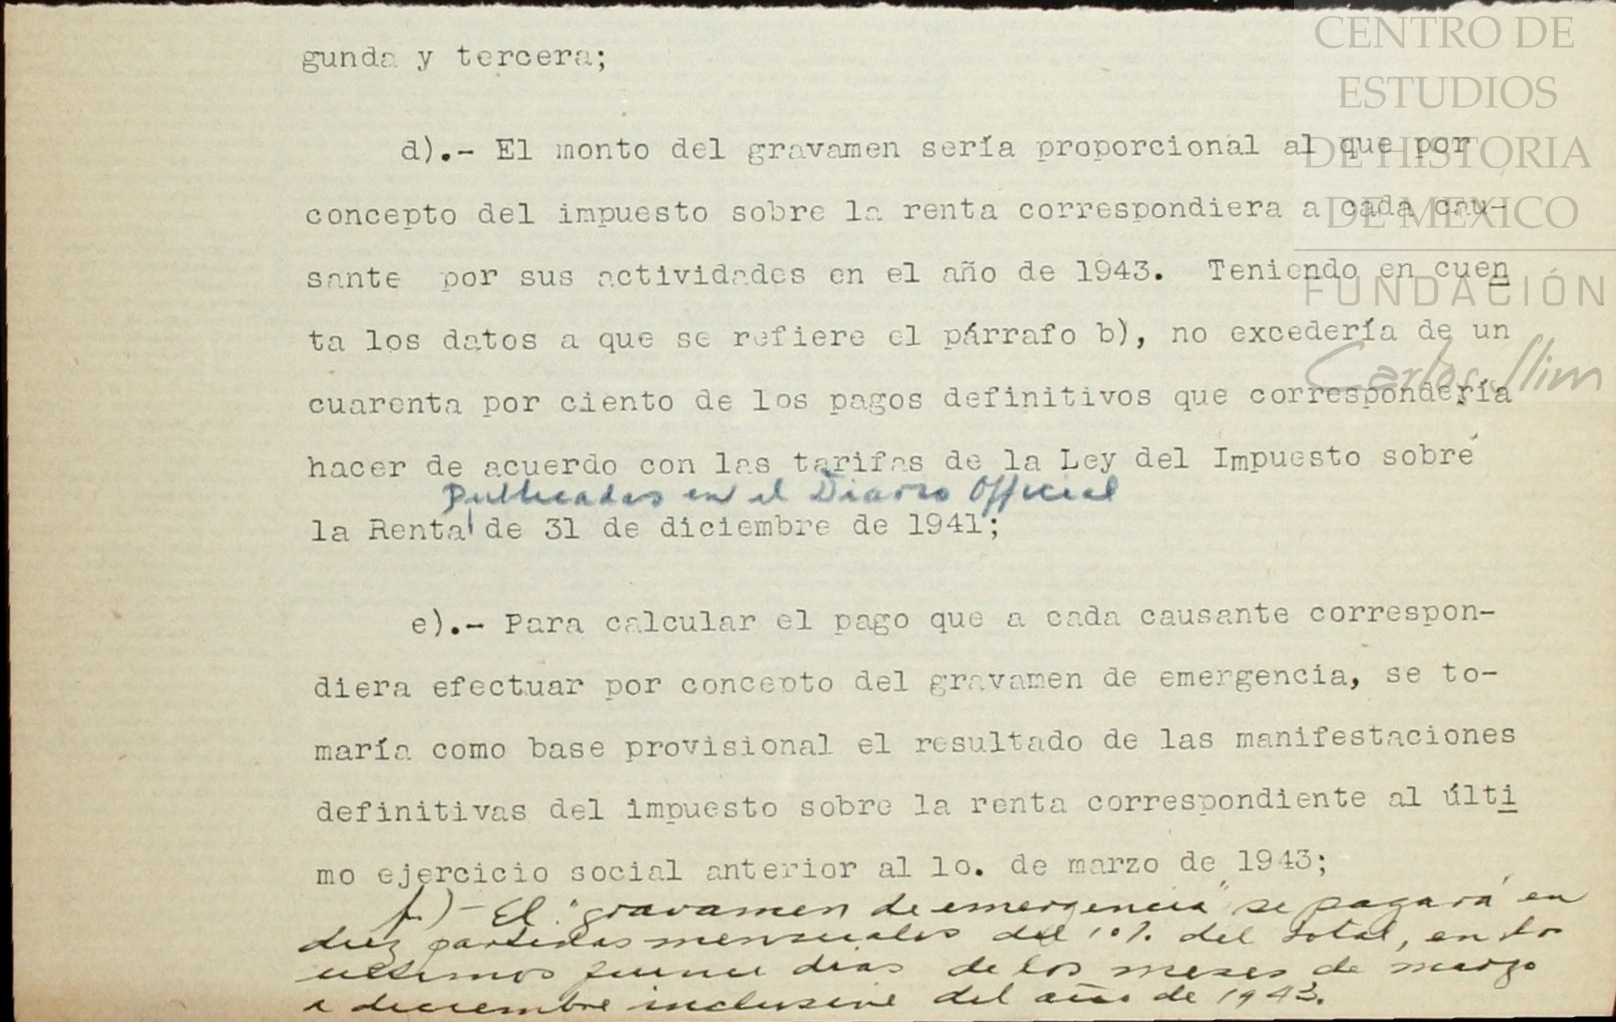 CENTRO DE
ESTUDIOS
DE HISTORIA
DE MÉXICO
FUNDACIÓN
Carlos Slim
gunda y tercera;
d).- El monto del gravamen sería proporcional al que por
concepto del impuesto sobre la renta correspondiera a cada cau-
sante por sus actividades en el año de 1943. Teniendo en cuen
ta los datos a que se refiere el párrafo b), no excedería de un
cuarenta por ciento de los pagos definitivos que correspondería
hacer de acuerdo con las tarifas de la Ley del Impuesto sobre
Publicadas en el Diario Official
la Renta de 31 de diciembre de 1941;
e).- Para calcular el pago que a cada causante correspon-
diera efectuar por concepto del gravamen de emergencia, se to-
maría como base provisional el resultado de las manifestaciones
definitivas del impuesto sobre la renta correspondiente al últi
mo ejercicio social anterior al 1o. de marzo de 1943;
f.)- El "gravamen de emergencia" se pagará en
diez partidas mensuales del 10%. del total, en los
ultimos quince dias de los meses de marzo
a diciembre inclusive del año de 1943.